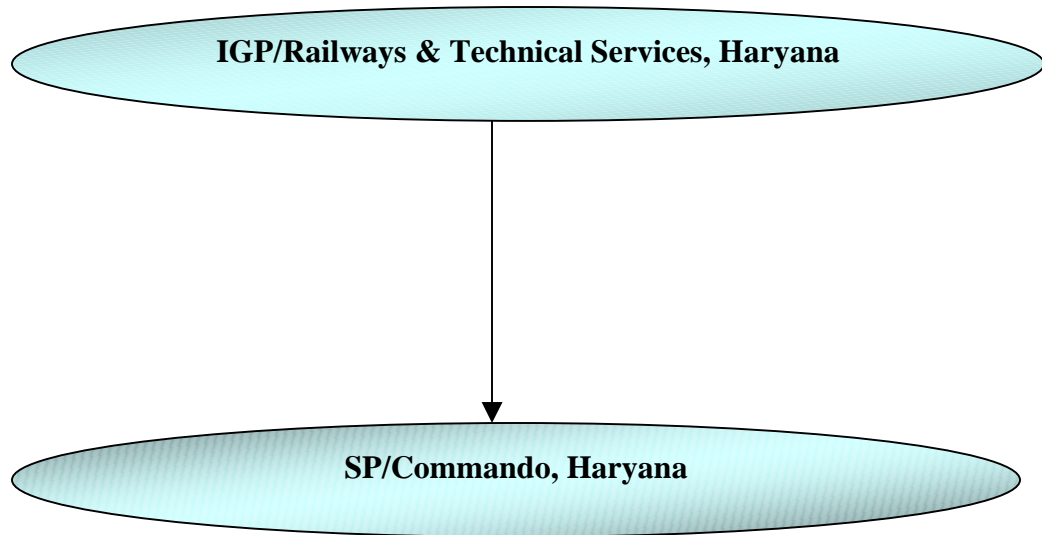 IGP/Railways & Technical Services, Haryana
SP/Commando, Haryana